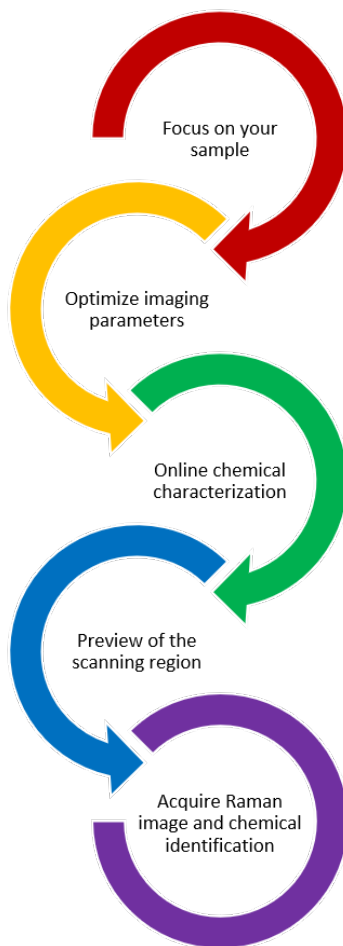 Focus on your
sample
Optimize imaging
parameters
Online chemical
characterization
Preview of the
scanning region
Acquire Raman
image and chemical
identification